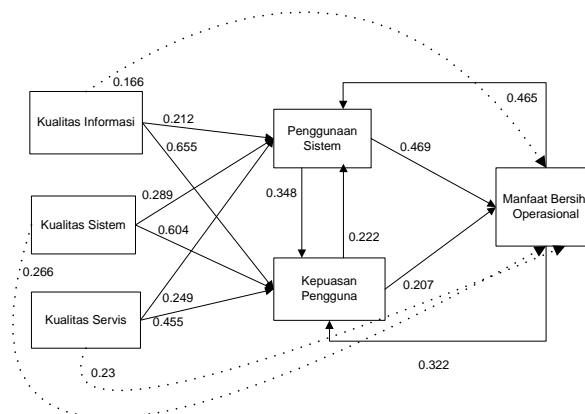 0.166
0.465
Kualitas Informasi
0.212
Penggunaan
Sistem
0.469
0.655
0.348
Manfaat Bersih
Operasional
0.289
Kualitas Sistem
0.604
0.222
0.266
Kepuasan
Pengguna
0.207
0.249
Kualitas Servis
0.455
0.23
0.322